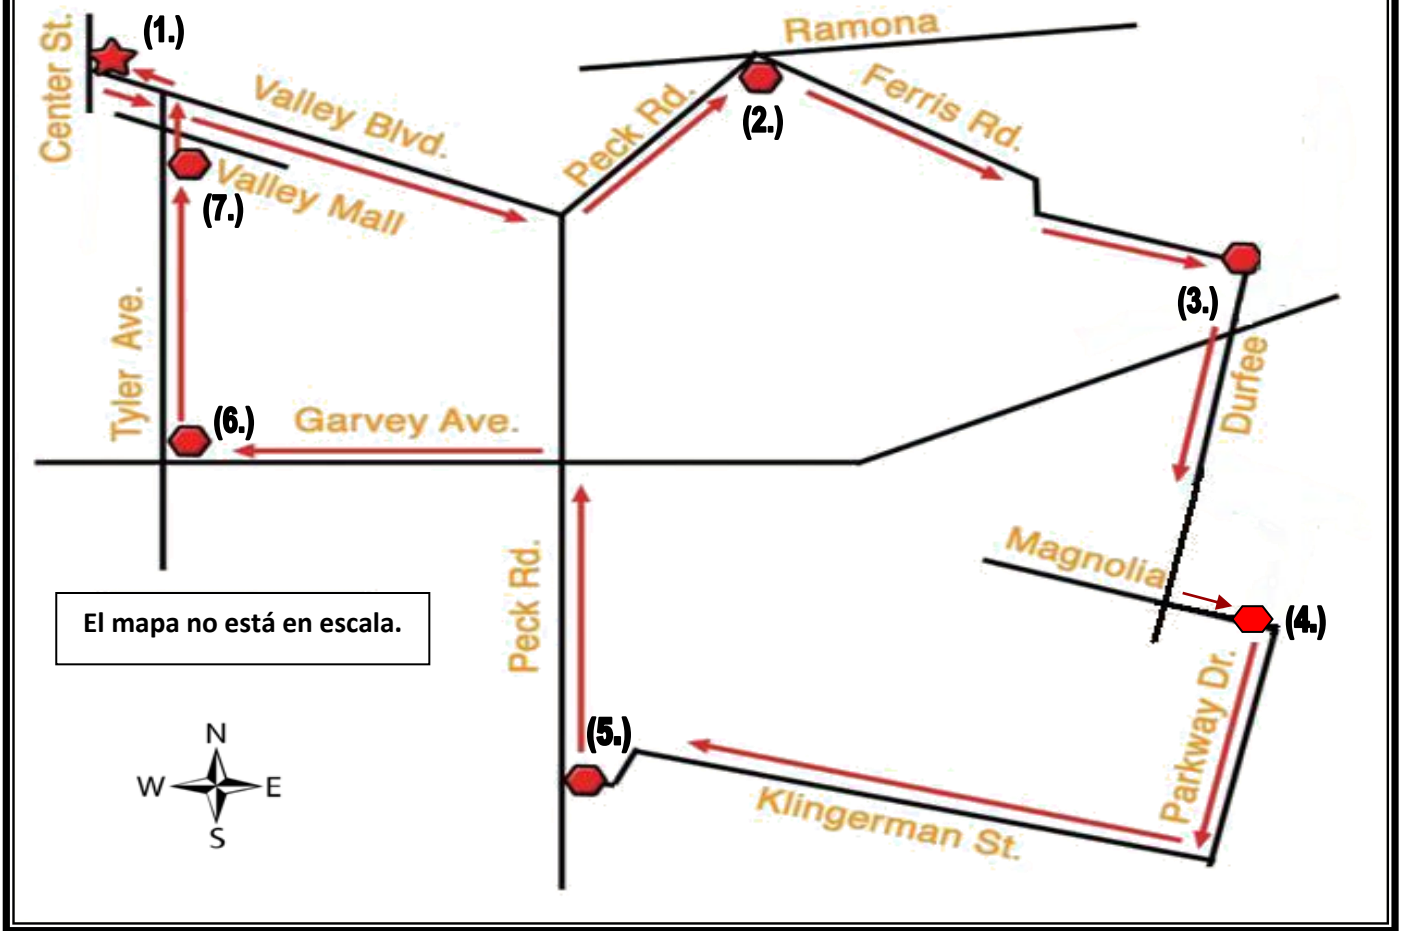 Center St.
(1.)
Valley Blvd.
Valley Mall
(7.)
Peck Rd.
Ramona
(2.)
Ferris Rd.
(3.)
Durfee
Tyler Ave.
(6.)
Garvey Ave.
Magnolia
(4.)
Parkway Dr.
Peck Rd.
(5.)
Klingerman St.
El mapa no está en escala.
N
W
E
S